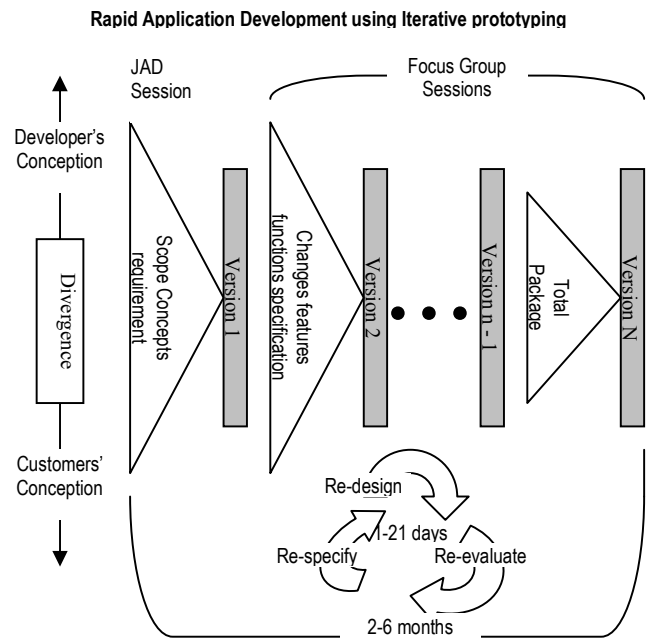 Rapid Application Development using Iterative prototyping
JAD
Session
Focus Group
Sessions
Developer's
Conception
Divergence
Customers'
Conception
Scope Concepts
requirement
Version 1
Changes features
functions specification
Version 2
Version n - 1
Total
Package
Version N
Re-design
1-21 days
Re-specify
Re-evaluate
2-6 months